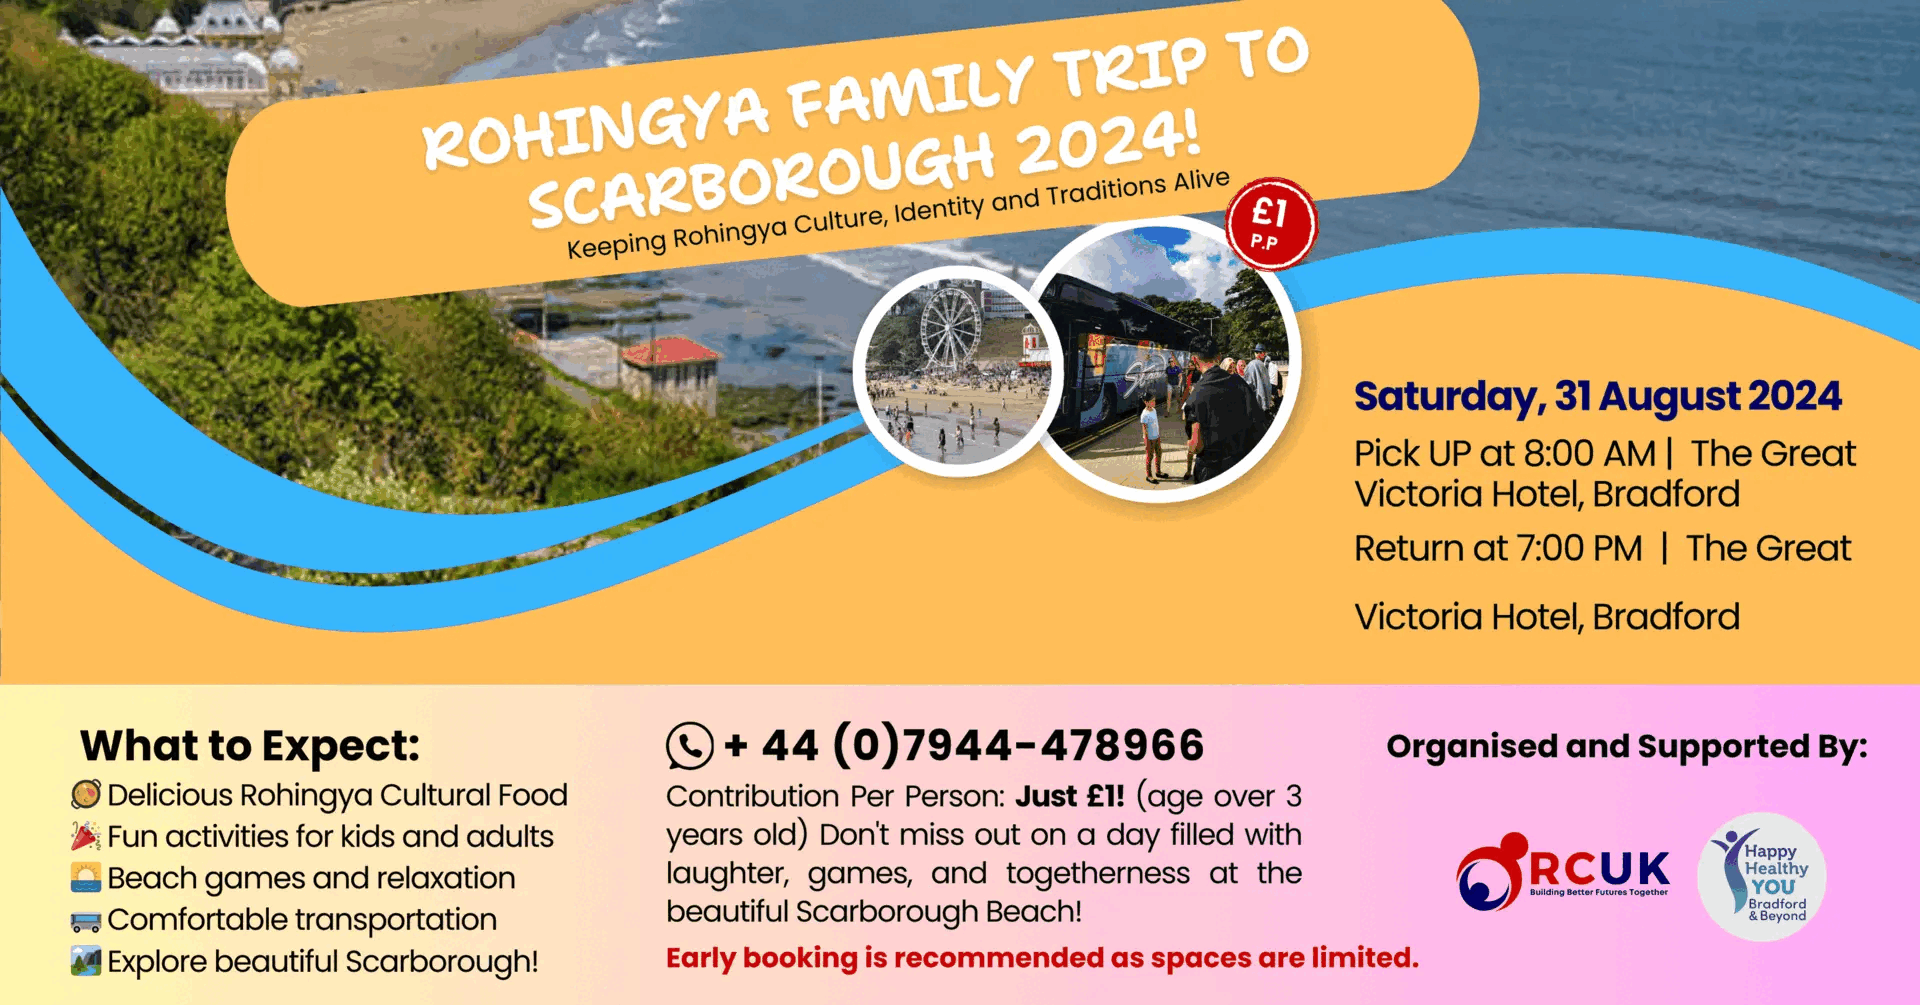 ROHINGYA FAMILY TRIP TO
SCARBOROUGH 2024!
Keeping Rohingya Culture, Identity and Traditions Alive
£1
P.P
Saturday, 31 August 2024
Pick UP at 8:00 AM | The Great
Victoria Hotel, Bradford
Return at 7:00 PM | The Great
Victoria Hotel, Bradford
What to Expect:
Delicious Rohingya Cultural Food
Fun activities for kids and adults
Beach games and relaxation
Comfortable transportation
Explore beautiful Scarborough!
+ 44 (0)7944-478966
Contribution Per Person: Just £1! (age over 3
years old) Don't miss out on a day filled with
laughter, games, and togetherness at the
beautiful Scarborough Beach!
Early booking is recommended as spaces are limited.
Organised and Supported By:
RCUK
Building Better Futures Together
Happy
Healthy
YOU
Bradford
& Beyond